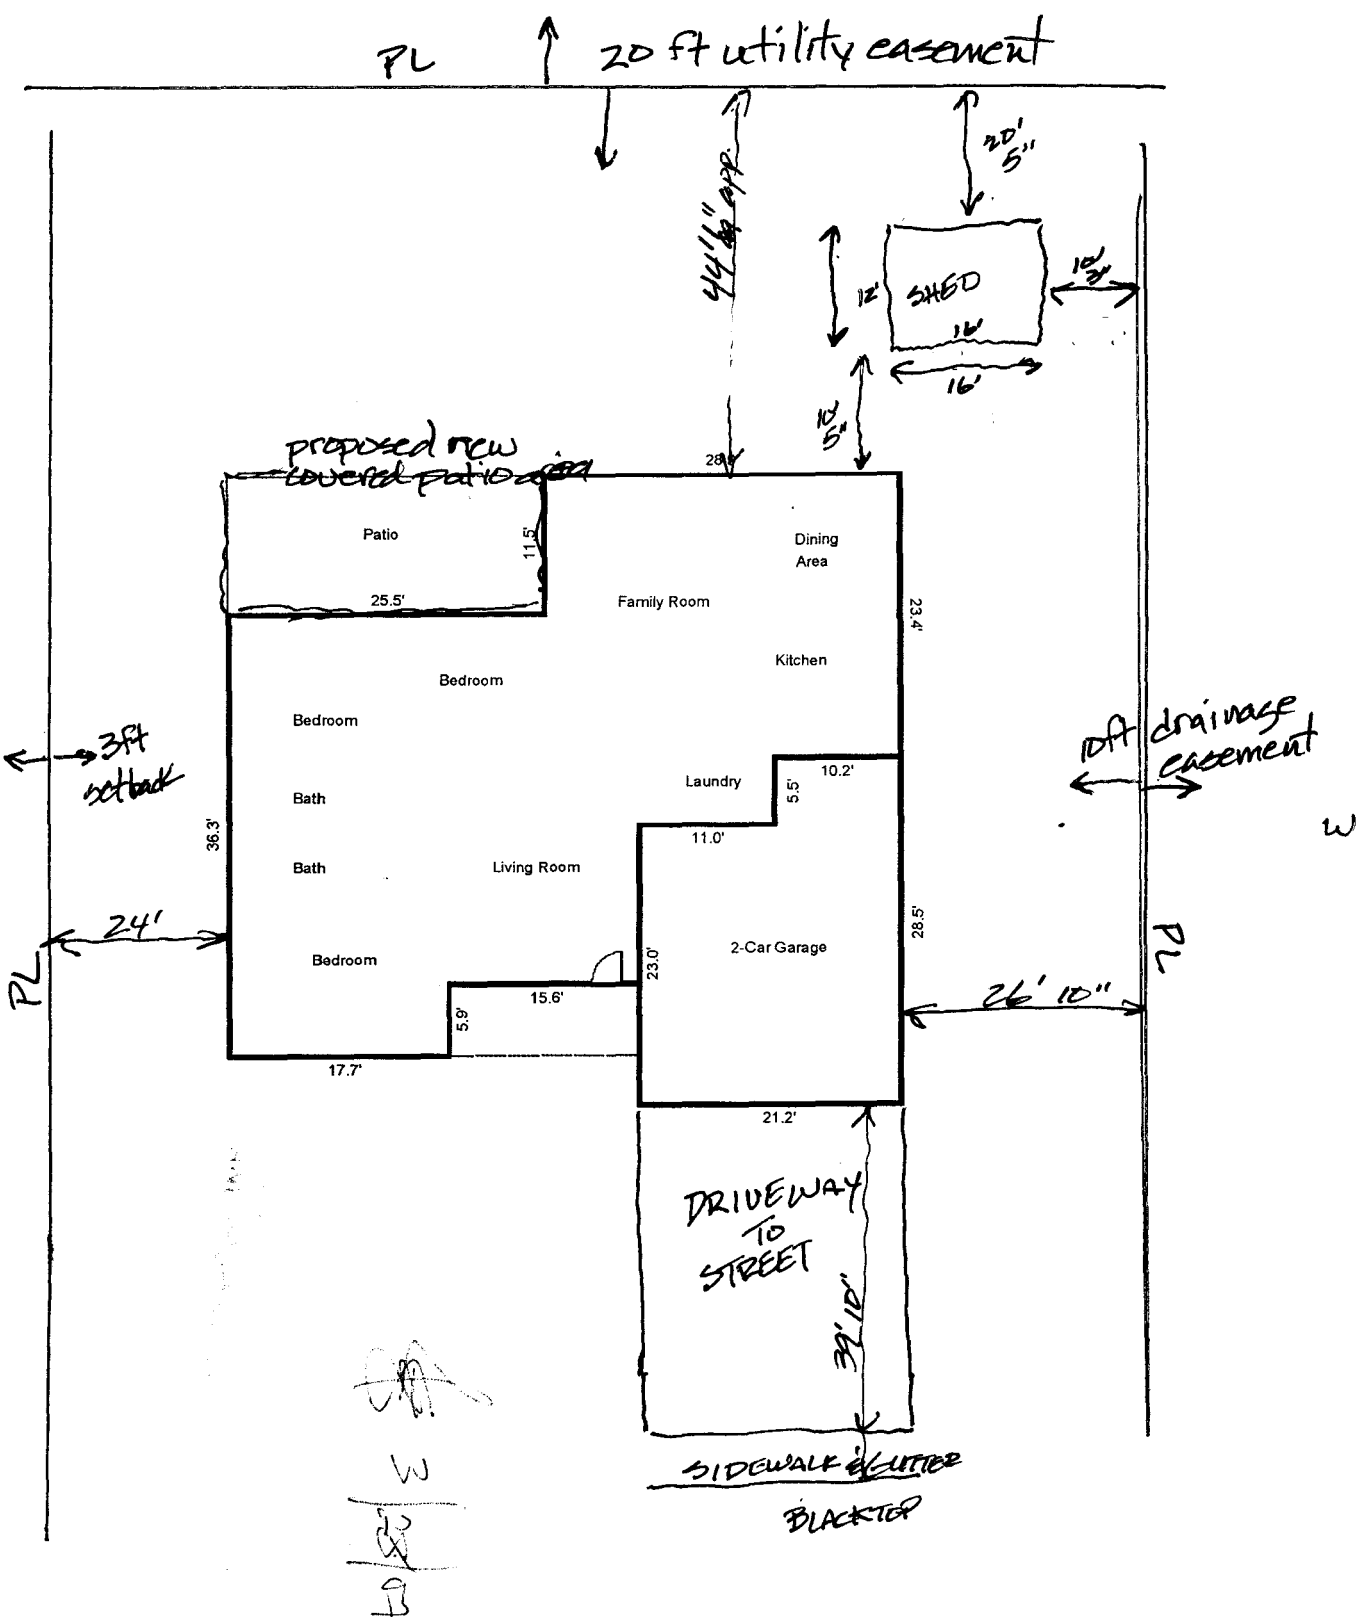 PL
20 ft utility easement
20'
5"
44'1" app.
12'
SHED
16'
16'
10'
3"
10'
5"
proposed new
covered patio area
28.
Patio
11.5'
25.5'
Dining
Area
Family Room
23.4'
Kitchen
Bedroom
Bedroom
3ft
setback
10ft drainage
easement
Laundry
10.2'
5.5'
Bath
11.0'
W
36.3'
Bath
Living Room
24'
28.5'
2-Car Garage
PL
Bedroom
23.0'
PL
26' 10"
15.6'
5.9'
17.7'
21.2'
DRIVEWAY
TO
STREET
39' 10"
W
SIDEWALK & GUTTER
BLACKTOP